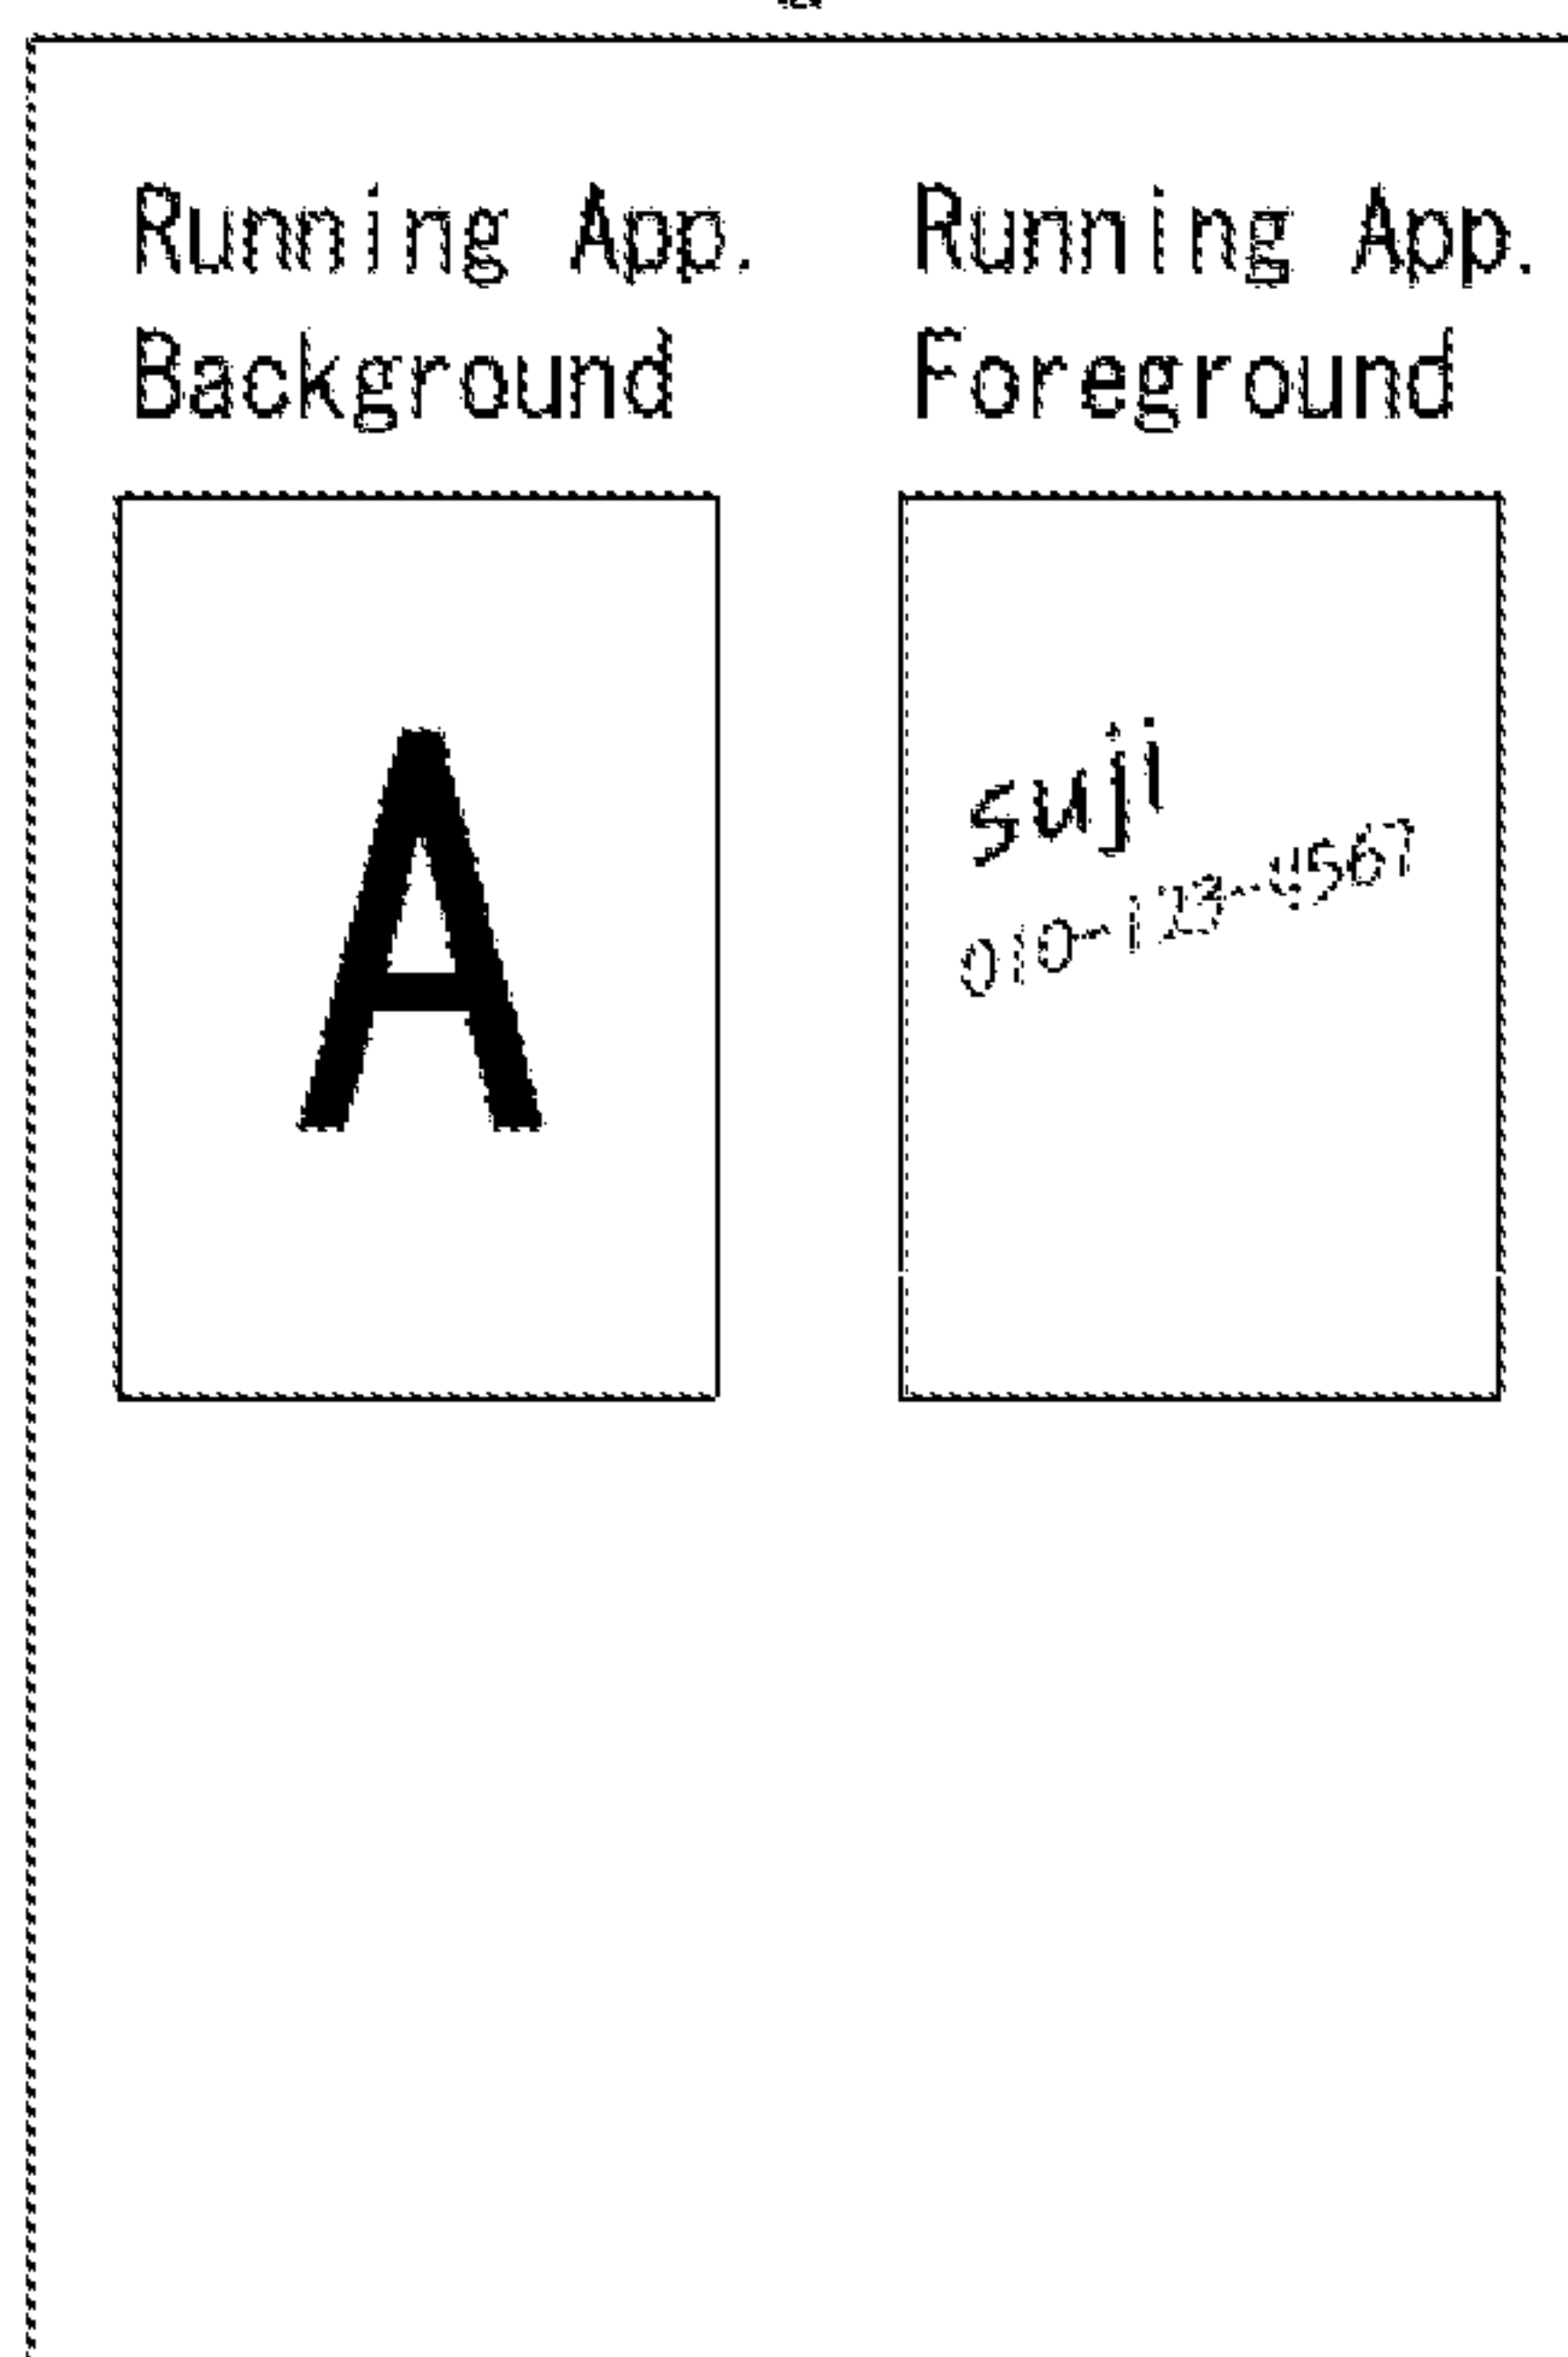 Running App. Running App.
Background Foreground
A
suji
010-123-4567